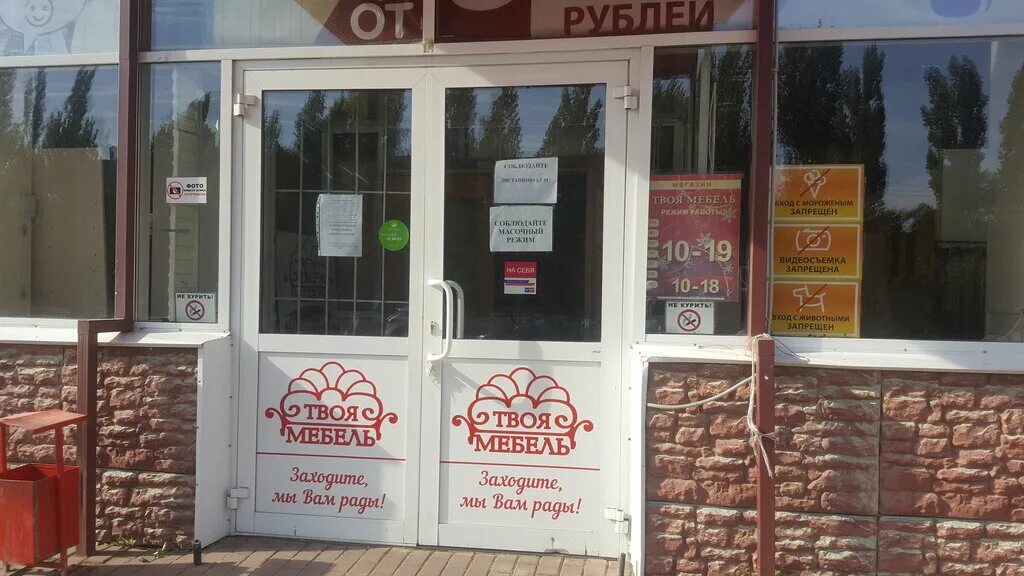 ОТ
РУБЛЕЙ
ФОТО
ЗАПРЕЩЕНА
НЕ КУРИТЬ!
СОБЛЮДАЙТЕ
ДИСТАНЦИЮ 1,5 М !
СОБЛЮДАЙТЕ
МАСОЧНЫЙ
РЕЖИМ
НА СЕБЯ
МАГАЗИН
ТВОЯ МЕБЕЛЬ
РЕЖИМ РАБОТЫ
10-19
10-18
НЕ КУРИТЬ!
ВХОД С МОРОЖЕНЫМ
ЗАПРЕЩЕН
ВИДЕОСЪЕМКА
ЗАПРЕЩЕНА
ВХОД С ЖИВОТНЫМИ
ЗАПРЕЩЕН
ТВОЯ
МЕБЕЛЬ
Заходите,
мы Вам рады!
ТВОЯ
МЕБЕЛЬ
Заходите,
мы Вам рады!